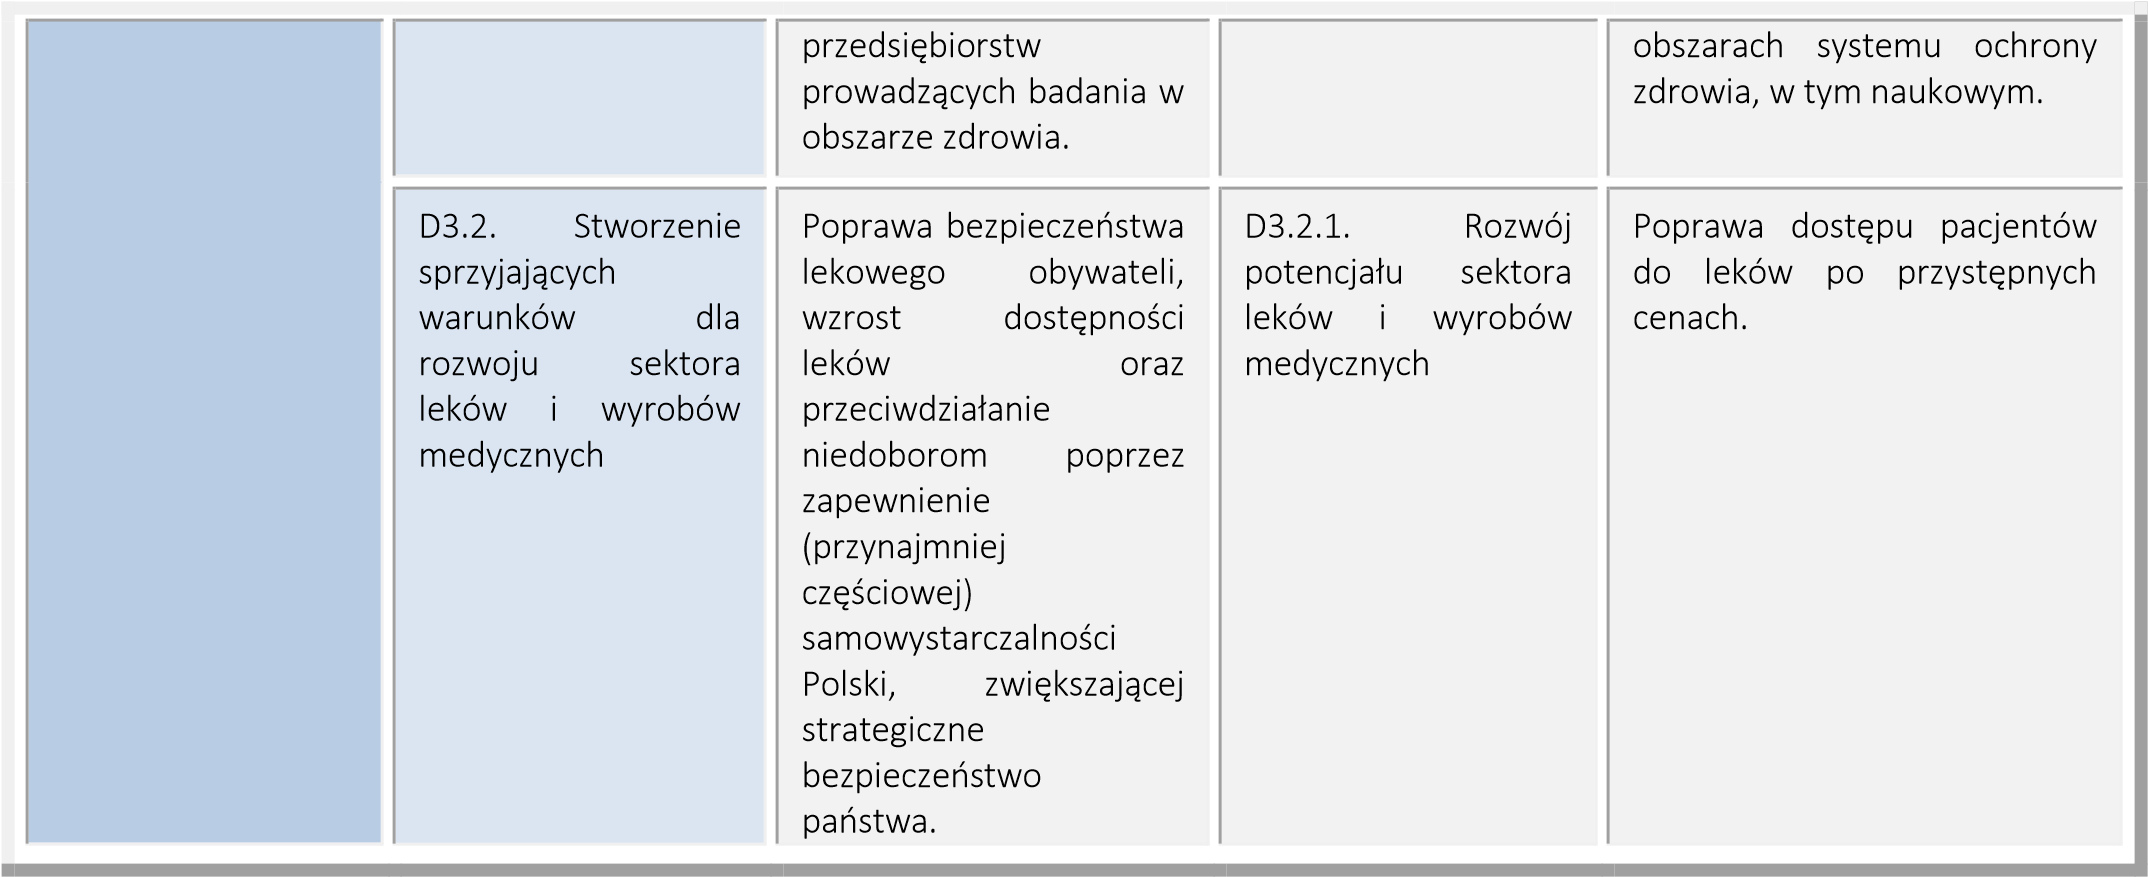 przedsiębiorstw
prowadzących badania w
obszarze zdrowia.
obszarach systemu ochrony
zdrowia, w tym naukowym.
D3.2. Stworzenie
sprzyjających
warunków dla
rozwoju sektora
leków i wyrobów
medycznych
Poprawa bezpieczeństwa
lekowego obywateli,
wzrost dostępności
leków oraz
przeciwdziałanie
niedoborom poprzez
zapewnienie
(przynajmniej
częściowej)
samowystarczalności
Polski, zwiększającej
strategiczne
bezpieczeństwo
państwa.
D3.2.1. Rozwój
potencjału sektora
leków i wyrobów
medycznych
Poprawa dostępu pacjentów
do leków po przystępnych
cenach.